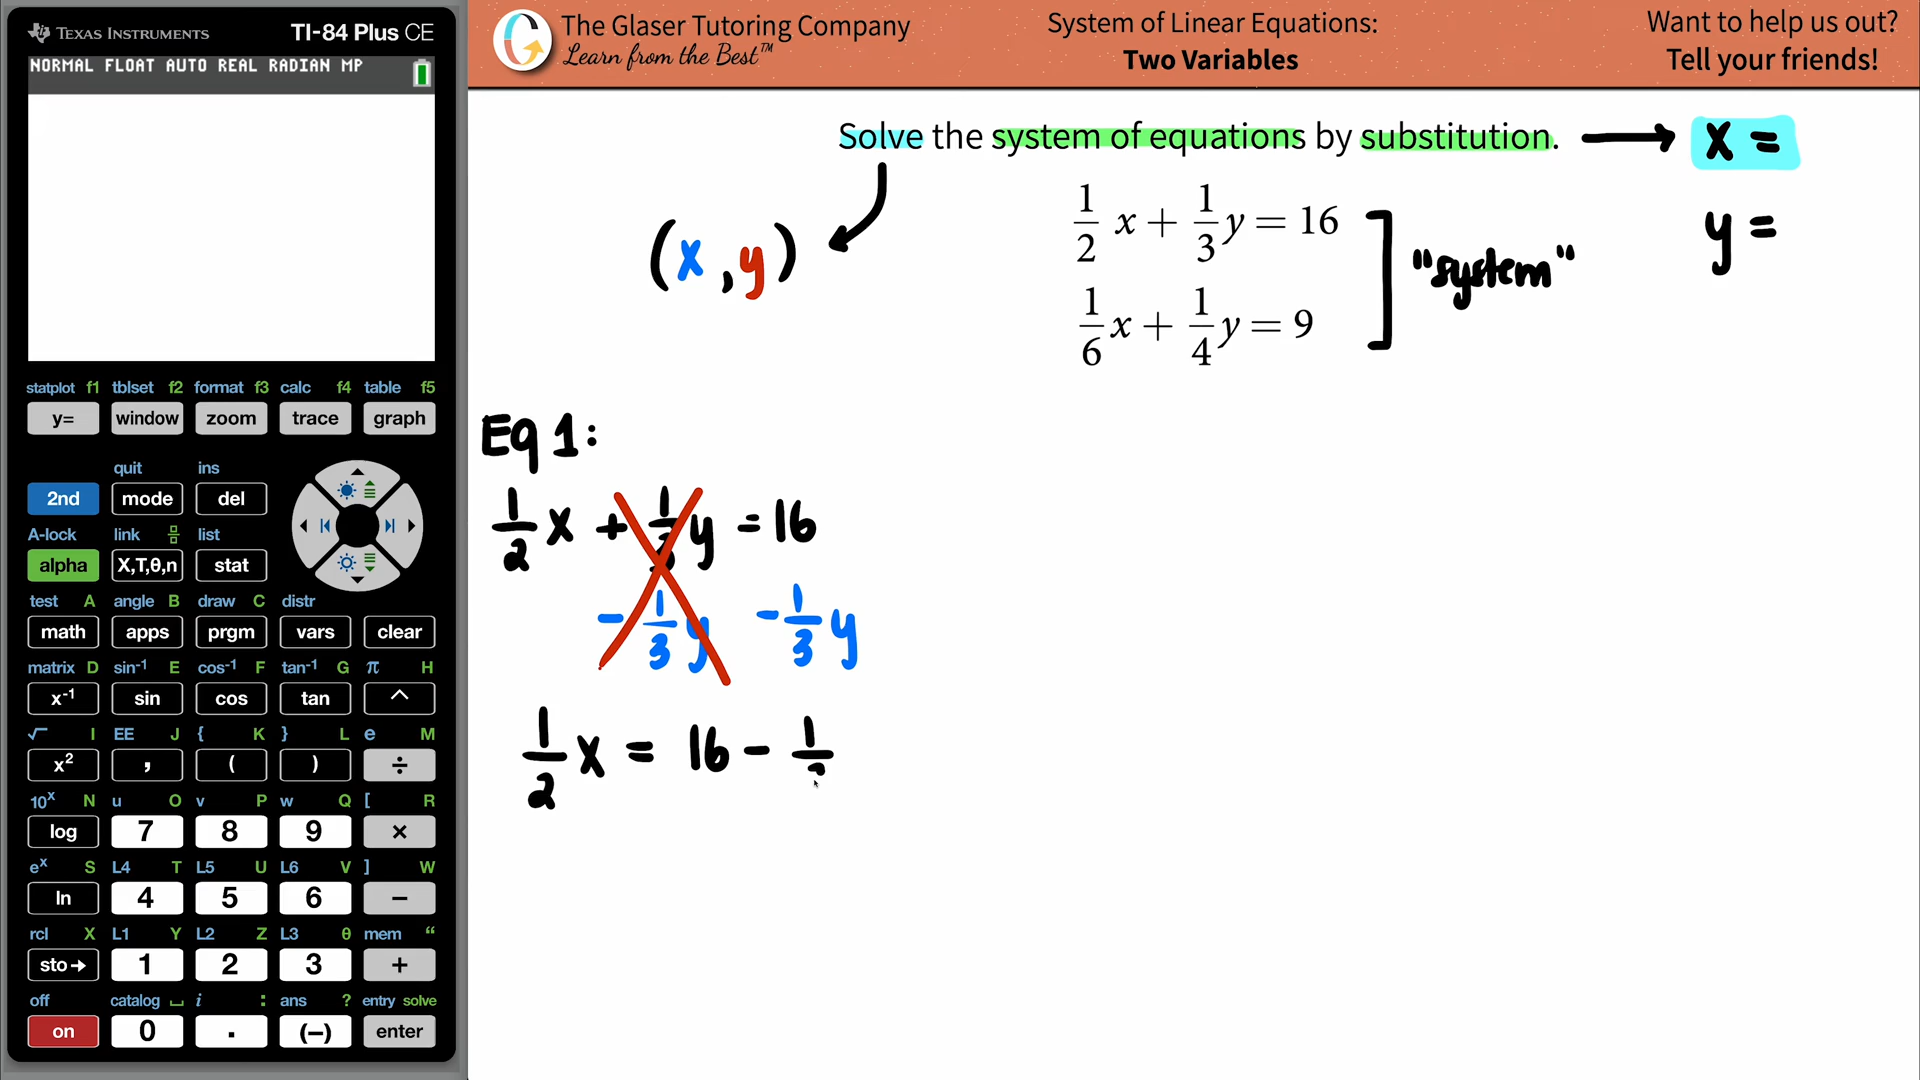 TEXAS INSTRUMENTS TI-84 Plus CE
NORMAL FLOAT AUTO REAL RADIAN MP
statplot f1 tblset f2 format f3 calc f4 table f5
y= window zoom trace graph
quit ins
2nd mode del
A-lock link list
alpha X,T,θ,n stat
test A angle B draw C distr
math apps prgm vars clear
matrix D sin⁻¹ E cos⁻¹ F tan⁻¹ G π H
x⁻¹ sin cos tan ^
√ I EE J { K } L e M
x² , ( ) ÷
10ˣ N u O v P w Q [ R
log 7 8 9 ×
eˣ S L4 T L5 U L6 V ] W
ln 4 5 6 −
rcl X L1 Y L2 Z L3 θ mem “
sto→ 1 2 3 +
off catalog ⎵ i : ans ? entry solve
on 0 . (−) enter
The Glaser Tutoring Company
Learn from the Best™
System of Linear Equations:
Two Variables
Want to help us out?
Tell your friends!
Solve the system of equations by substitution. → x =
y =
(x, y)
1/2 x + 1/3 y = 16
1/6 x + 1/4 y = 9
"system"
Eq 1:
1/2 x + 1/3 y = 16
- 1/3 y - 1/3 y
1/2 x = 16 - 1/